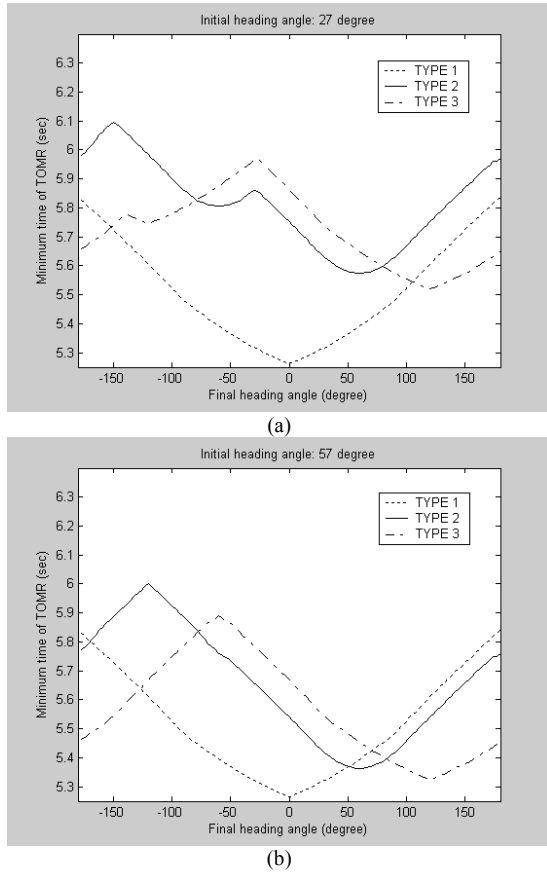 Initial heading angle: 27 degree
6.3
6.2
6.1
6
5.9
5.8
5.7
5.6
5.5
5.4
5.3
Minimum time of TOMR (sec)
TYPE 1
TYPE 2
TYPE 3
-150 -100 -50 0 50 100 150
Final heading angle (degree)
(a)
Initial heading angle: 57 degree
6.3
6.2
6.1
6
5.9
5.8
5.7
5.6
5.5
5.4
5.3
Minimum time of TOMR (sec)
TYPE 1
TYPE 2
TYPE 3
-150 -100 -50 0 50 100 150
Final heading angle (degree)
(b)